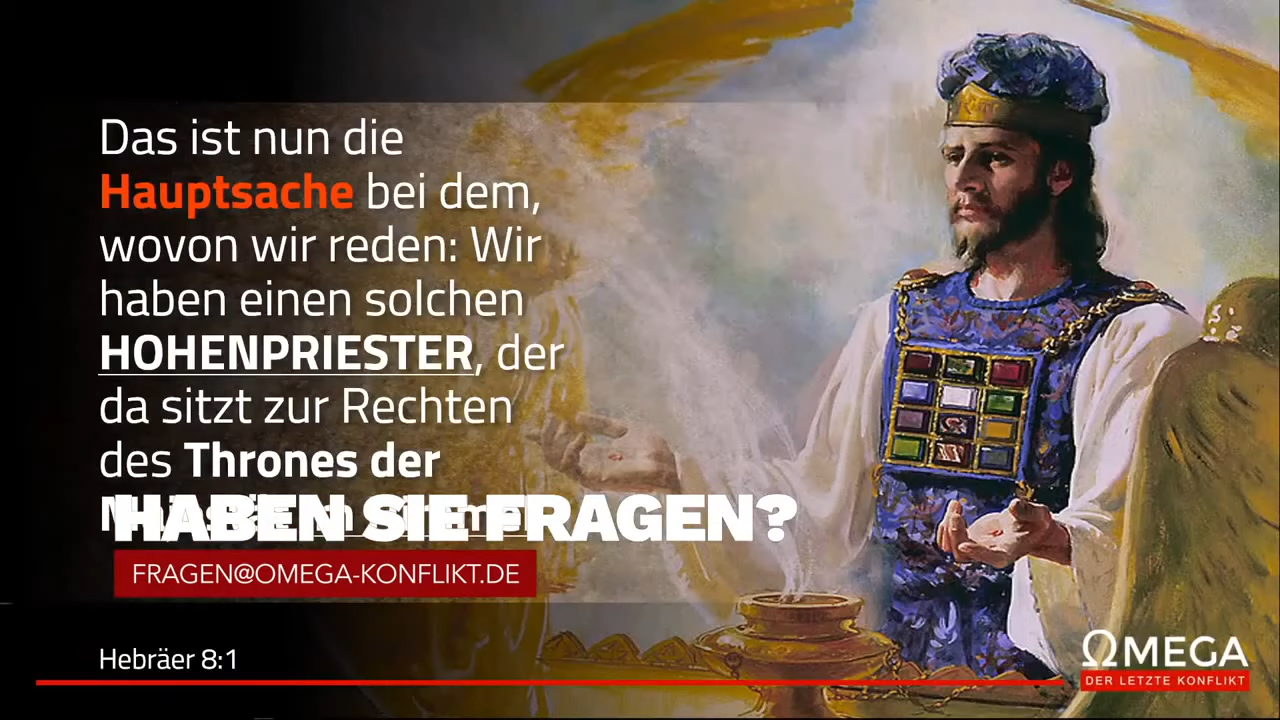 Das ist nun die
Hauptsache bei dem,
wovon wir reden: Wir
haben einen solchen
HOHENPRIESTER, der
da sitzt zur Rechten
des Thrones der
HABEN SIE FRAGEN?
FRAGEN@OMEGA-KONFLIKT.DE
Hebräer 8:1
ΩMEGA
DER LETZTE KONFLIKT